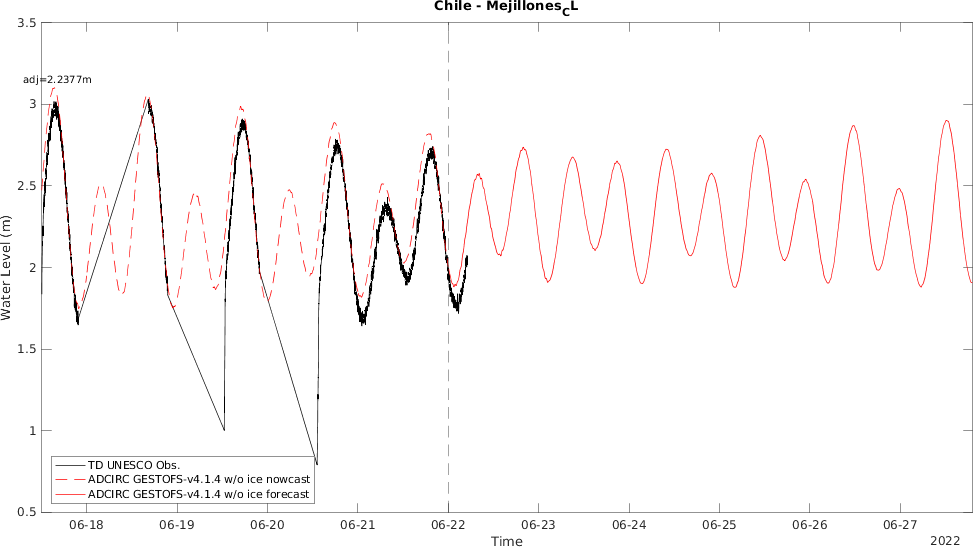 Chile - Mejillones_CL
adj=2.2377m
3.5
3
2.5
2
1.5
1
0.5
Water Level (m)
TD UNESCO Obs.
ADCIRC GESTOFS-v4.1.4 w/o ice nowcast
ADCIRC GESTOFS-v4.1.4 w/o ice forecast
06-18 06-19 06-20 06-21 06-22 06-23 06-24 06-25 06-26 06-27
Time
2022